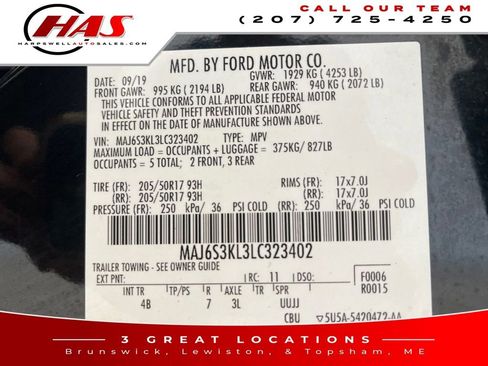 HAS
HARPSWELLAUTOSALES.COM
CALL OUR TEAM
(207) 725-4250
MFD. BY FORD MOTOR CO.
DATE: 09/19 GVWR: 1929 KG (4253 LB)
FRONT GAWR: 995 KG (2194 LB) REAR GAWR: 940 KG (2072 LB)
THIS VEHICLE CONFORMS TO ALL APPLICABLE FEDERAL MOTOR
VEHICLE SAFETY AND THEFT PREVENTION STANDARDS
IN EFFECT ON THE DATE OF MANUFACTURE SHOWN ABOVE.
VIN: MAJ6S3KL3LC323402 TYPE: MPV
MAXIMUM LOAD = OCCUPANTS + LUGGAGE = 375KG/ 827LB
OCCUPANTS = 5 TOTAL; 2 FRONT, 3 REAR
TIRE (FR): 205/50R17 93H RIMS (FR): 17x7.0J
TIRE (RR): 205/50R17 93H (RR): 17x7.0J
PRESSURE (FR): 250 kPa/ 36 PSI COLD (RR): 250 kPa/ 36 PSI COLD
MAJ6S3KL3LC323402
TRAILER TOWING - SEE OWNER GUIDE
EXT PNT: RC: 11 DSO: F0006
R0015
INT TR TP/PS R AXLE TR SPR
4B 7 3L UUJJ
CBU ▽5U5A-5420472-AA
3 GREAT LOCATIONS
Brunswick, Lewiston, & Topsham, ME